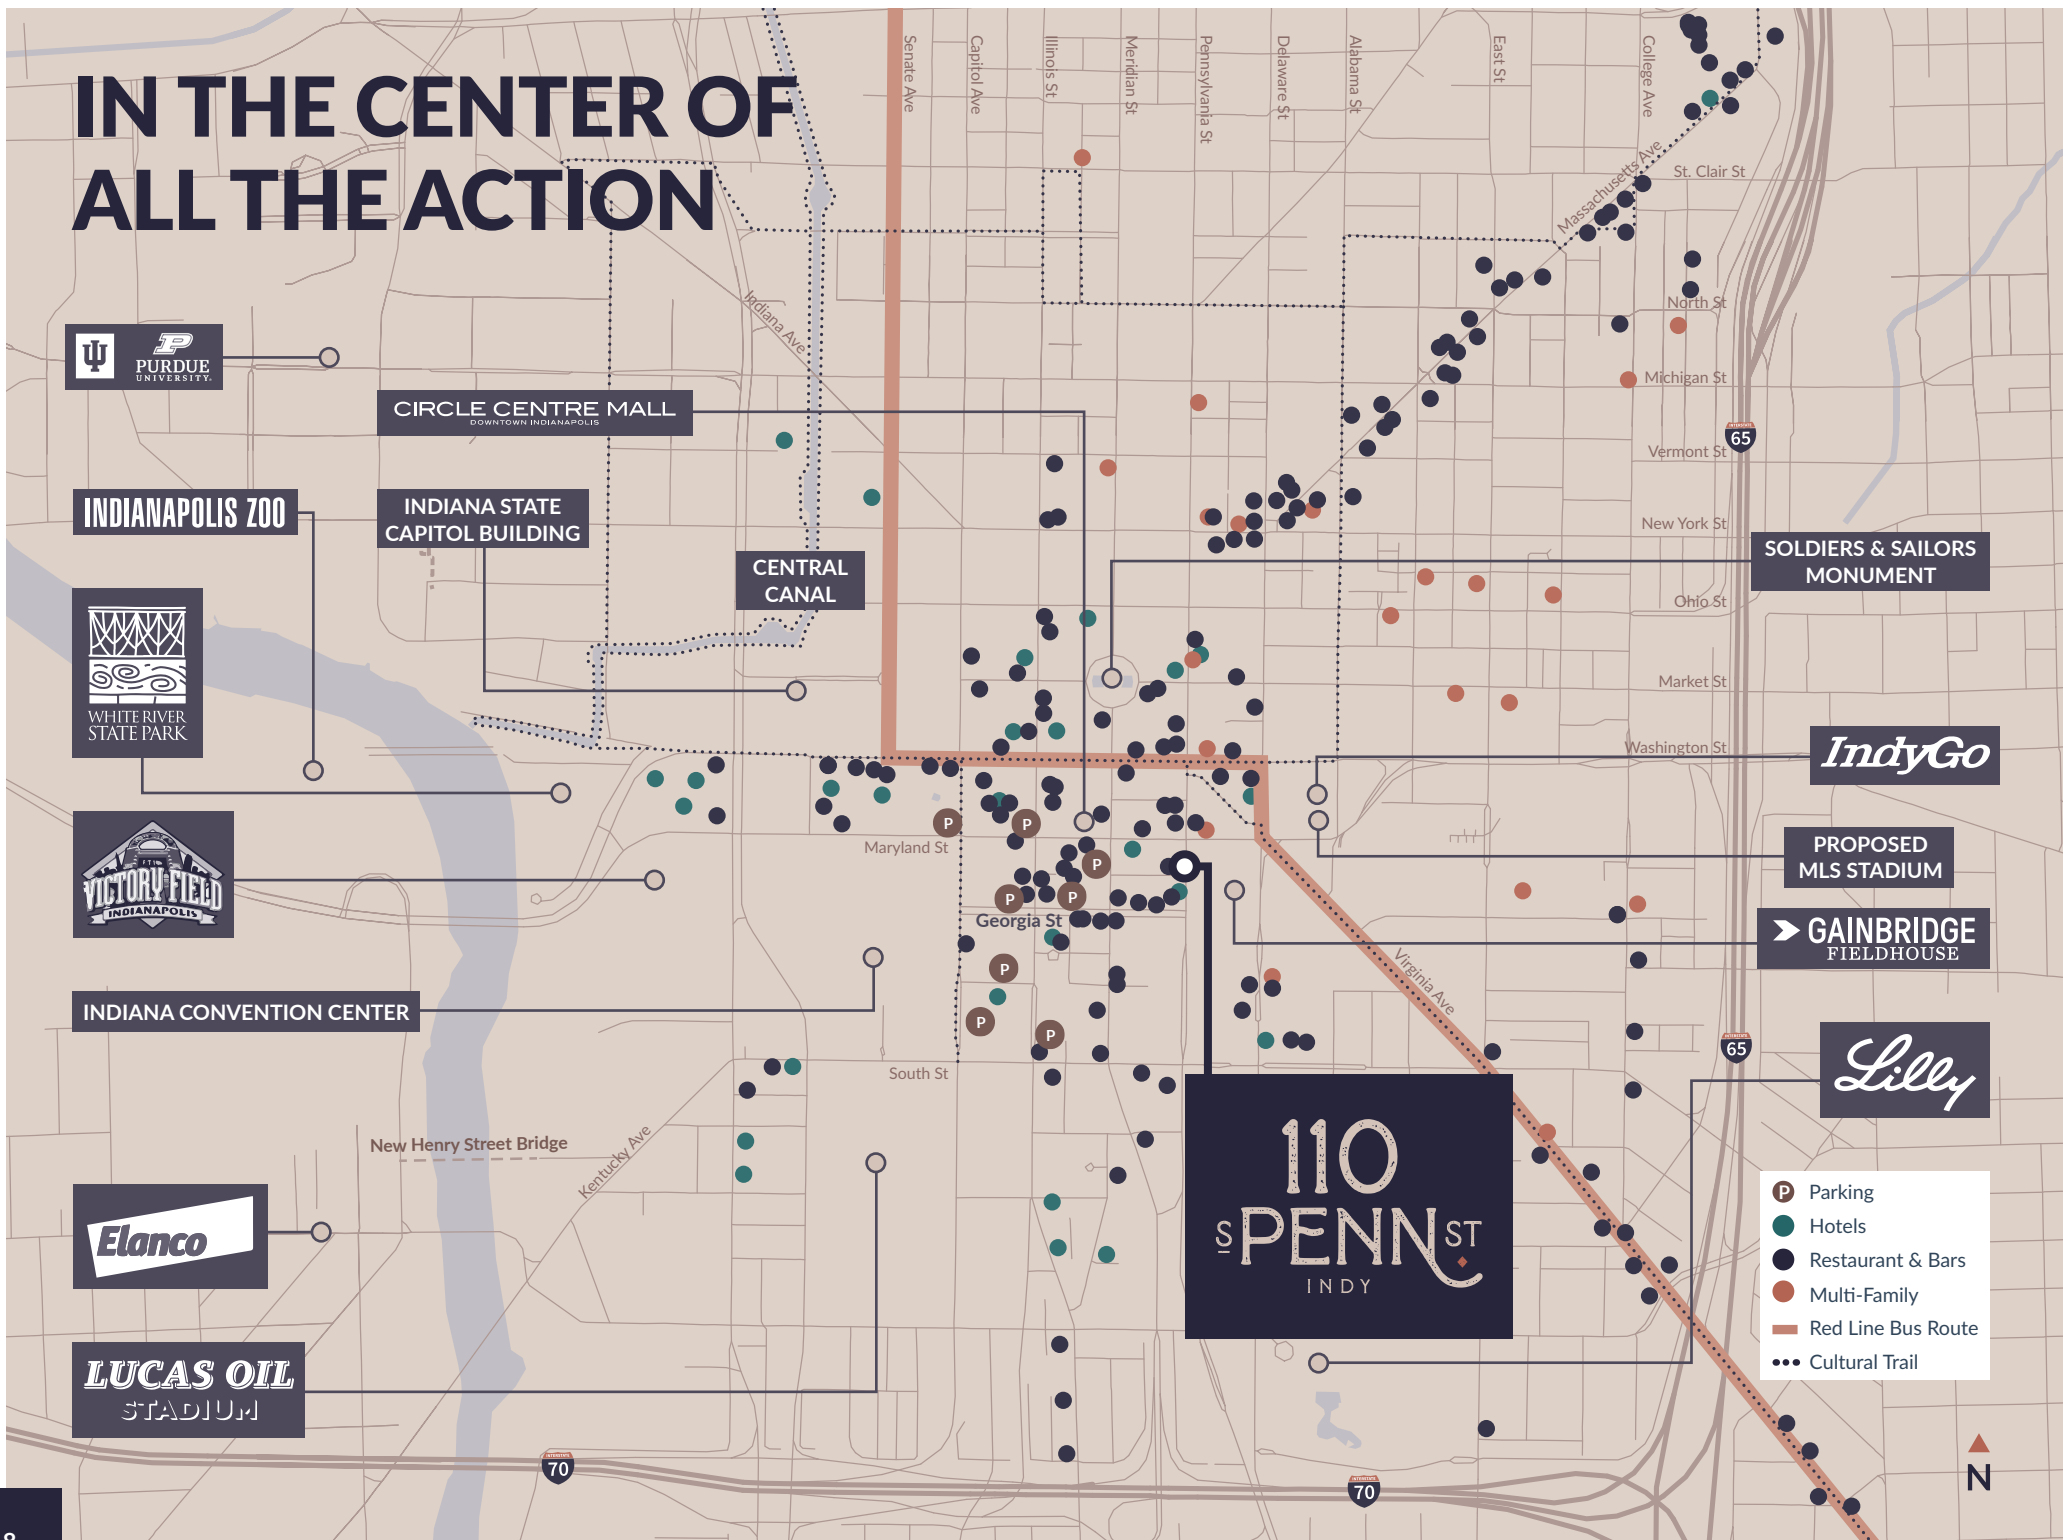 IN THE CENTER OF
ALL THE ACTION
Senate Ave
Capitol Ave
Illinois St
Meridian St
Pennsylvania St
Delaware St
Alabama St
East St
College Ave
Massachusetts Ave
St. Clair St
Indiana Ave
North St
PURDUE
UNIVERSITY
Michigan St
CIRCLE CENTRE MALL
DOWNTOWN INDIANAPOLIS
INTERSTATE
65
Vermont St
INDIANAPOLIS ZOO
INDIANA STATE
CAPITOL BUILDING
New York St
SOLDIERS & SAILORS
MONUMENT
CENTRAL
CANAL
Ohio St
WHITE RIVER
STATE PARK
Market St
Washington St
IndyGo
Maryland St
P
P
P
P
P
P
P
P
PROPOSED
MLS STADIUM
VICTORY FIELD
INDIANAPOLIS
Georgia St
GAINBRIDGE
FIELDHOUSE
Virginia Ave
INDIANA CONVENTION CENTER
South St
INTERSTATE
65
Lilly
New Henry Street Bridge
Kentucky Ave
110
S PENN ST
INDY
Elanco
P Parking
Hotels
Restaurant & Bars
Multi-Family
Red Line Bus Route
Cultural Trail
LUCAS OIL
STADIUM
INTERSTATE
70
INTERSTATE
70
N